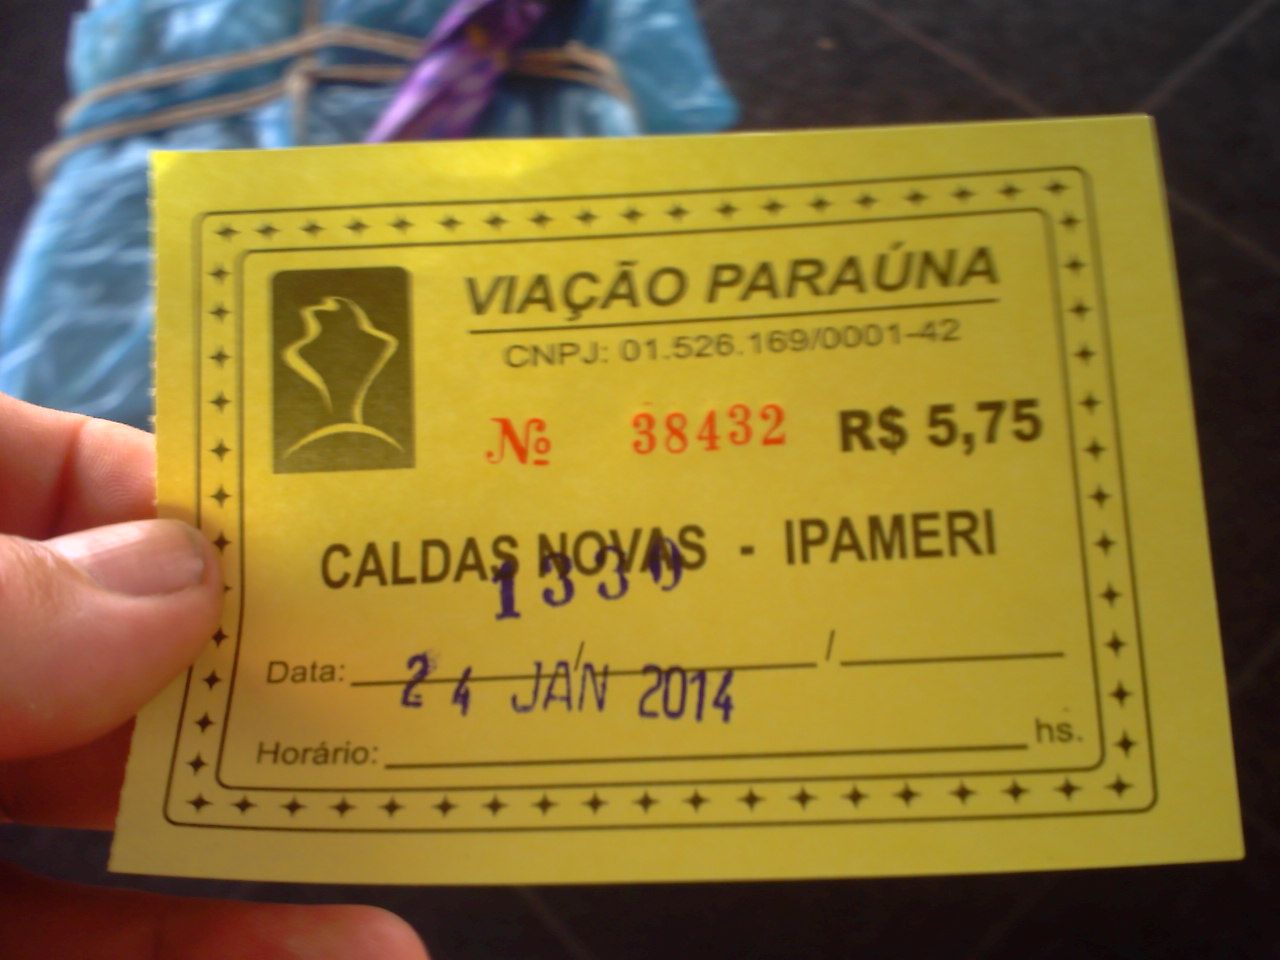 VIAÇÃO PARAÚNA
CNPJ: 01.526.169/0001-42
Nº 38432 R$ 5,75
CALDAS NOVAS - IPAMERI
1330
Data: / /
24 JAN 2014
Horário: hs.